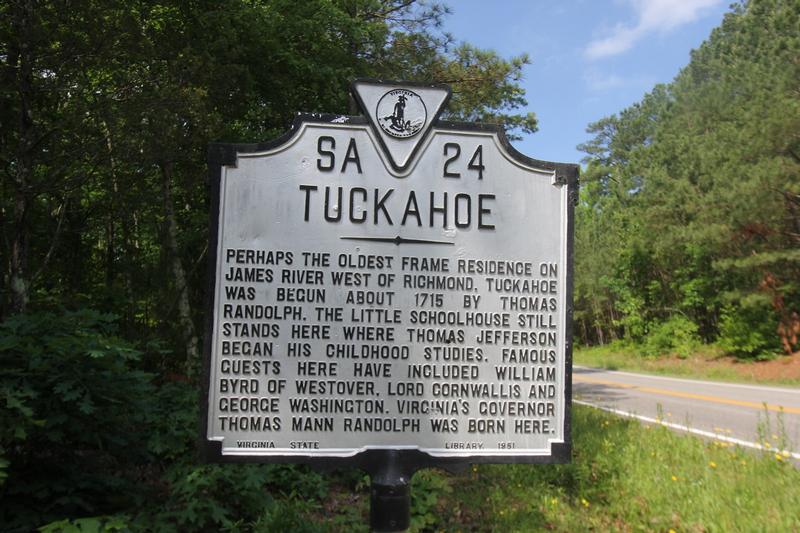 VIRGINIA
SA 24
TUCKAHOE
PERHAPS THE OLDEST FRAME RESIDENCE ON
JAMES RIVER WEST OF RICHMOND, TUCKAHOE
WAS BEGUN ABOUT 1715 BY THOMAS
RANDOLPH. THE LITTLE SCHOOLHOUSE STILL
STANDS HERE WHERE THOMAS JEFFERSON
BEGAN HIS CHILDHOOD STUDIES. FAMOUS
GUESTS HERE HAVE INCLUDED WILLIAM
BYRD OF WESTOVER, LORD CORNWALLIS AND
GEORGE WASHINGTON. VIRGINIA'S GOVERNOR
THOMAS MANN RANDOLPH WAS BORN HERE.
VIRGINIA STATE LIBRARY, 1951